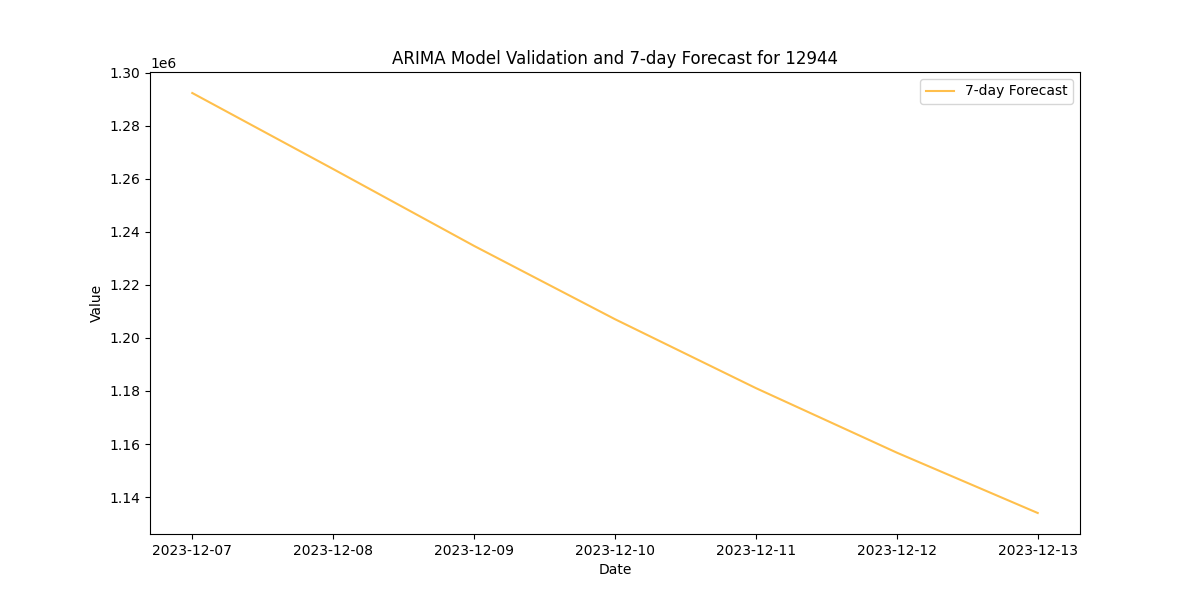 ARIMA Model Validation and 7-day Forecast for 12944
1e6
1.30
1.28
1.26
1.24
1.22
1.20
1.18
1.16
1.14
Value
7-day Forecast
2023-12-07 2023-12-08 2023-12-09 2023-12-10 2023-12-11 2023-12-12 2023-12-13
Date